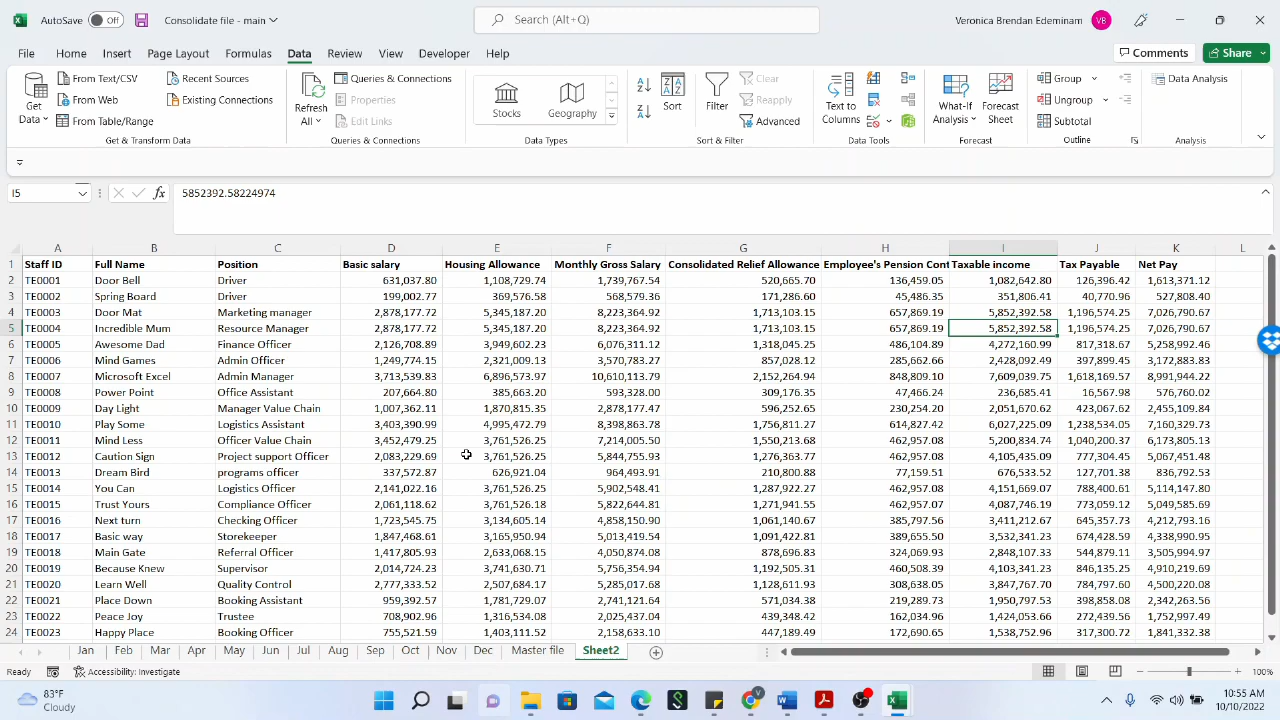 AutoSave Off Consolidate file - main Search (Alt+Q) Veronica Brendan Edeminam VB
File Home Insert Page Layout Formulas Data Review View Developer Help Comments Share
Get Data
From Text/CSV Recent Sources
From Web Existing Connections
From Table/Range
Get & Transform Data
Refresh All
Queries & Connections
Properties
Edit Links
Queries & Connections
Stocks Geography
Data Types
Sort Filter
Clear
Reapply
Advanced
Sort & Filter
Text to Columns
Data Tools
What-If Analysis Forecast Sheet
Forecast
Group
Ungroup
Subtotal
Outline
Data Analysis
Analysis
I5 fx 5852392.58224974
A B C D E F G H I J K L
1 Staff ID Full Name Position Basic salary Housing Allowance Monthly Gross Salary Consolidated Relief Allowance Employee's Pension Cont Taxable income Tax Payable Net Pay
2 TE0001 Door Bell Driver 631,037.80 1,108,729.74 1,739,767.54 520,665.70 136,459.05 1,082,642.80 126,396.42 1,613,371.12
3 TE0002 Spring Board Driver 199,002.77 369,576.58 568,579.36 171,286.60 45,486.35 351,806.41 40,770.96 527,808.40
4 TE0003 Door Mat Marketing manager 2,878,177.72 5,345,187.20 8,223,364.92 1,713,103.15 657,869.19 5,852,392.58 1,196,574.25 7,026,790.67
5 TE0004 Incredible Mum Resource Manager 2,878,177.72 5,345,187.20 8,223,364.92 1,713,103.15 657,869.19 5,852,392.58 1,196,574.25 7,026,790.67
6 TE0005 Awesome Dad Finance Officer 2,126,708.89 3,949,602.23 6,076,311.12 1,318,045.25 486,104.89 4,272,160.99 817,318.67 5,258,992.46
7 TE0006 Mind Games Admin Officer 1,249,774.15 2,321,009.13 3,570,783.27 857,028.12 285,662.66 2,428,092.49 397,899.45 3,172,883.83
8 TE0007 Microsoft Excel Admin Manager 3,713,539.83 6,896,573.97 10,610,113.79 2,152,264.94 848,809.10 7,609,039.75 1,618,169.57 8,991,944.22
9 TE0008 Power Point Office Assistant 207,664.80 385,663.20 593,328.00 309,176.35 47,466.24 236,685.41 16,567.98 576,760.02
10 TE0009 Day Light Manager Value Chain 1,007,362.11 1,870,815.35 2,878,177.47 596,252.65 230,254.20 2,051,670.62 423,067.62 2,455,109.84
11 TE0010 Play Some Logistics Assistant 3,403,390.99 4,995,472.79 8,398,863.78 1,756,811.27 614,827.42 6,027,225.09 1,238,534.05 7,160,329.73
12 TE0011 Mind Less Officer Value Chain 3,452,479.25 3,761,526.25 7,214,005.50 1,550,213.68 462,957.08 5,200,834.74 1,040,200.37 6,173,805.13
13 TE0012 Caution Sign Project support Officer 2,083,229.69 3,761,526.25 5,844,755.93 1,276,363.77 462,957.08 4,105,435.09 777,304.45 5,067,451.48
14 TE0013 Dream Bird programs officer 337,572.87 626,921.04 964,493.91 210,800.88 77,159.51 676,533.52 127,701.38 836,792.53
15 TE0014 You Can Logistics Officer 2,141,022.16 3,761,526.25 5,902,548.41 1,287,922.27 462,957.08 4,151,669.07 788,400.61 5,114,147.80
16 TE0015 Trust Yours Compliance Officer 2,061,118.62 3,761,526.18 5,822,644.81 1,271,941.55 462,957.07 4,087,746.19 773,059.12 5,049,585.69
17 TE0016 Next turn Checking Officer 1,723,545.75 3,134,605.14 4,858,150.90 1,061,140.67 385,797.56 3,411,212.67 645,357.73 4,212,793.16
18 TE0017 Basic way Storekeeper 1,847,468.61 3,165,950.94 5,013,419.54 1,091,422.81 389,655.50 3,532,341.23 674,428.59 4,338,990.95
19 TE0018 Main Gate Referral Officer 1,417,805.93 2,633,068.15 4,050,874.08 878,696.83 324,069.93 2,848,107.33 544,879.11 3,505,994.97
20 TE0019 Because Knew Supervisor 2,014,724.23 3,741,630.71 5,756,354.94 1,192,505.31 460,508.39 4,103,341.23 846,135.25 4,910,219.69
21 TE0020 Learn Well Quality Control 2,777,333.52 2,507,684.17 5,285,017.68 1,128,611.93 308,638.05 3,847,767.70 784,797.60 4,500,220.08
22 TE0021 Place Down Booking Assistant 959,392.57 1,781,729.07 2,741,121.64 571,034.38 219,289.73 1,950,797.53 398,858.08 2,342,263.56
23 TE0022 Peace Joy Trustee 708,902.96 1,316,534.08 2,025,437.04 439,348.42 162,034.96 1,424,053.66 272,439.56 1,752,997.49
24 TE0023 Happy Place Booking Officer 755,521.59 1,403,111.52 2,158,633.10 447,189.49 172,690.65 1,538,752.96 317,300.72 1,841,332.38
Jan Feb Mar Apr May Jun Jul Aug Sep Oct Nov Dec Master file Sheet2
Ready Accessibility: Investigate 100%
83°F
Cloudy
10:55 AM
10/10/2022